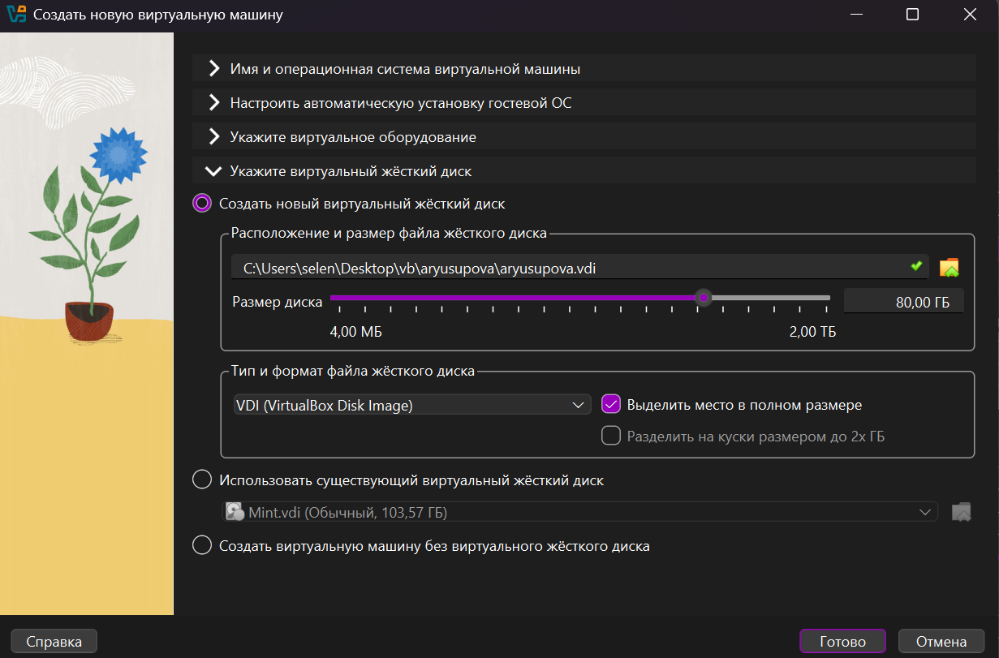 Создать новую виртуальную машину
Имя и операционная система виртуальной машины
Настроить автоматическую установку гостевой ОС
Укажите виртуальное оборудование
Укажите виртуальный жёсткий диск
Создать новый виртуальный жёсткий диск
Расположение и размер файла жёсткого диска
C:\Users\selen\Desktop\vb\aryusupova\aryusupova.vdi
Размер диска 80,00 ГБ
4,00 МБ 2,00 ТБ
Тип и формат файла жёсткого диска
VDI (VirtualBox Disk Image) Выделить место в полном размере
Разделить на куски размером до 2х ГБ
Использовать существующий виртуальный жёсткий диск
Mint.vdi (Обычный, 103,57 ГБ)
Создать виртуальную машину без виртуального жёсткого диска
Справка Готово Отмена